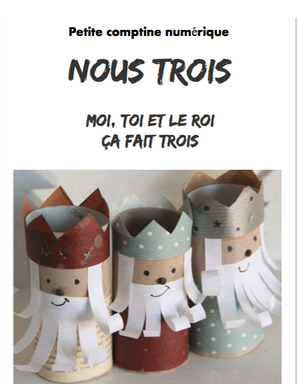 Petite comptine numérique
NOUS TROIS
MOI, TOI ET LE ROI
ÇA FAIT TROIS